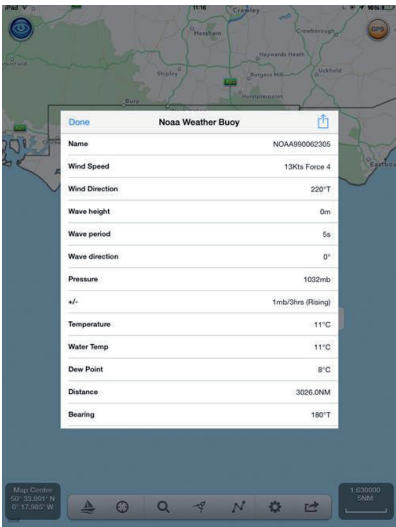 iPad
11:16
Crawley
Horsham
Crowborough
GPS
Haywards Heath
Shipley
Burgess Hill
Uckfield
Hurstpierpoint
Bury
Done
Noaa Weather Buoy
Name
NOAA990062305
Wind Speed
13Kts Force 4
Wind Direction
220°T
Wave height
0m
Wave period
5s
Wave direction
0°
Pressure
1032mb
+/-
1mb/3hrs (Rising)
Temperature
11°C
Water Temp
11°C
Dew Point
8°C
Distance
3026.0NM
Bearing
180°T
Map Center
50° 33.091' N
0° 17.985' W
1:630000
5NM